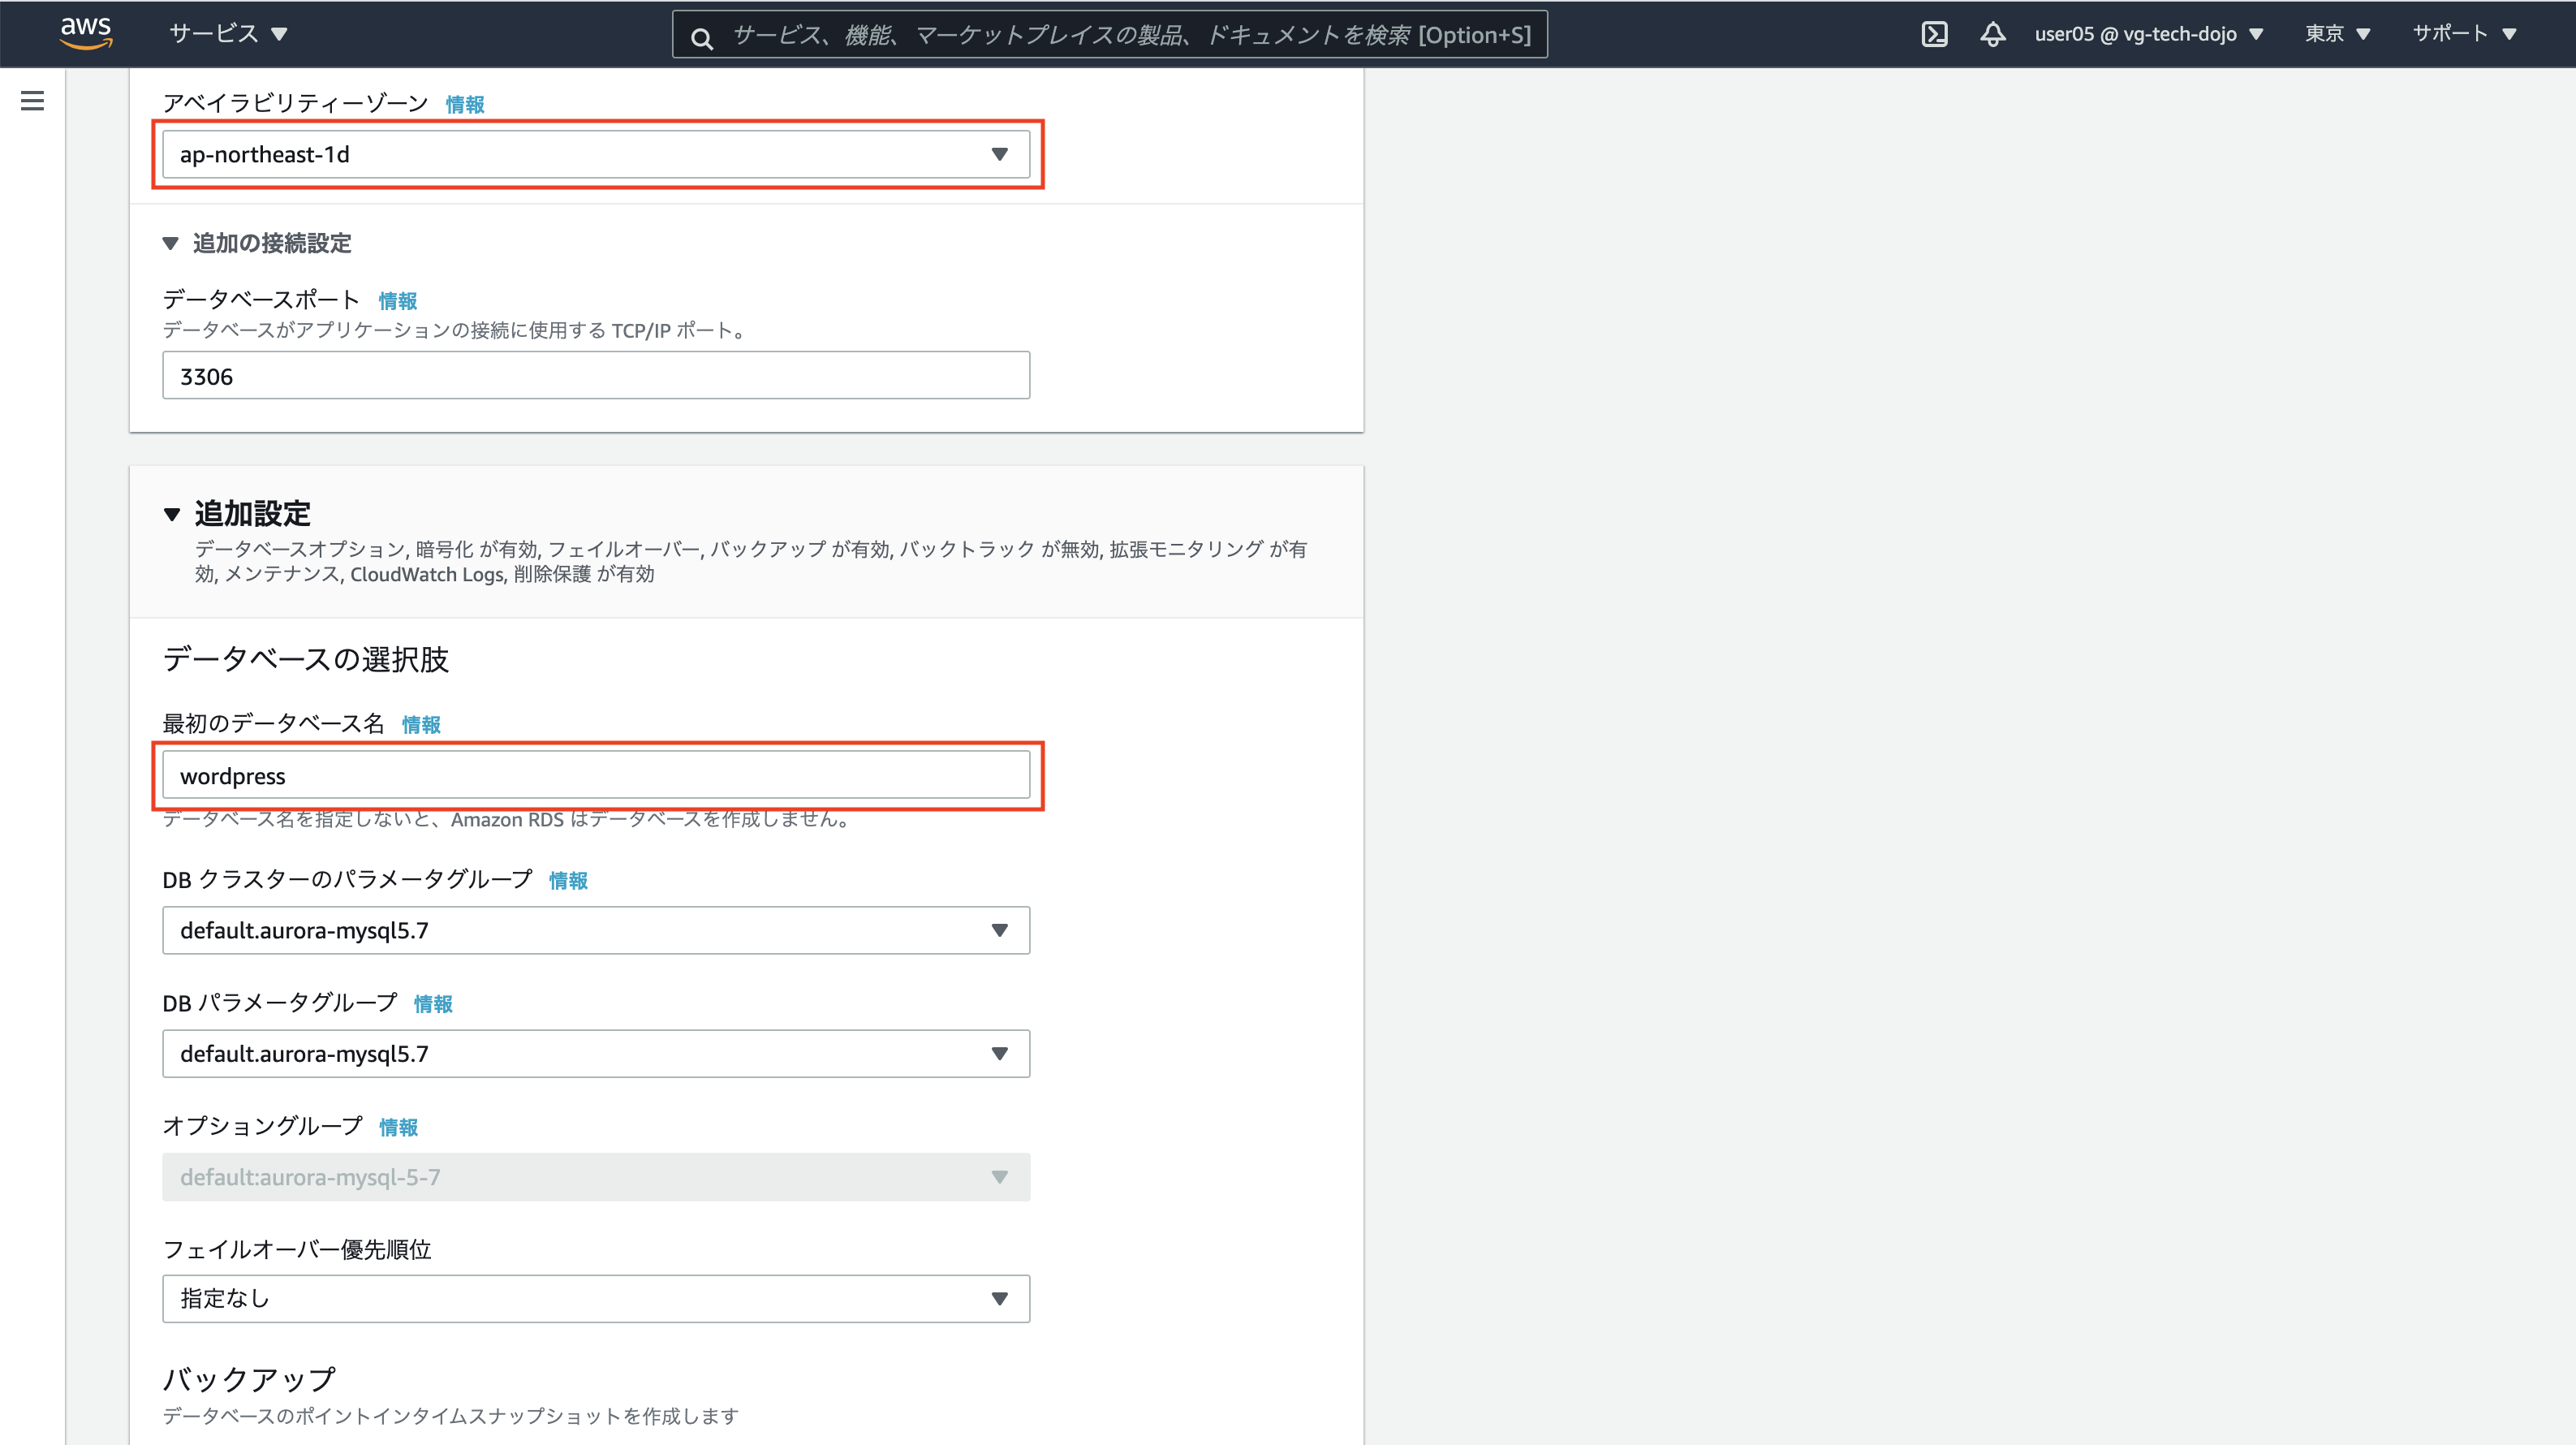 aws サービス サービス、機能、マーケットプレイスの製品、ドキュメントを検索 [Option+S] user05 @ vg-tech-dojo 東京 サポート
アベイラビリティーゾーン 情報
ap-northeast-1d
追加の接続設定
データベースポート 情報
データベースがアプリケーションの接続に使用する TCP/IP ポート。
3306
追加設定
データベースオプション, 暗号化 が有効, フェイルオーバー, バックアップ が有効, バックトラック が無効, 拡張モニタリング が有
効, メンテナンス, CloudWatch Logs, 削除保護 が有効
データベースの選択肢
最初のデータベース名 情報
wordpress
データベース名を指定しないと、Amazon RDS はデータベースを作成しません。
DB クラスターのパラメータグループ 情報
default.aurora-mysql5.7
DB パラメータグループ 情報
default.aurora-mysql5.7
オプショングループ 情報
default:aurora-mysql-5-7
フェイルオーバー優先順位
指定なし
バックアップ
データベースのポイントインタイムスナップショットを作成します